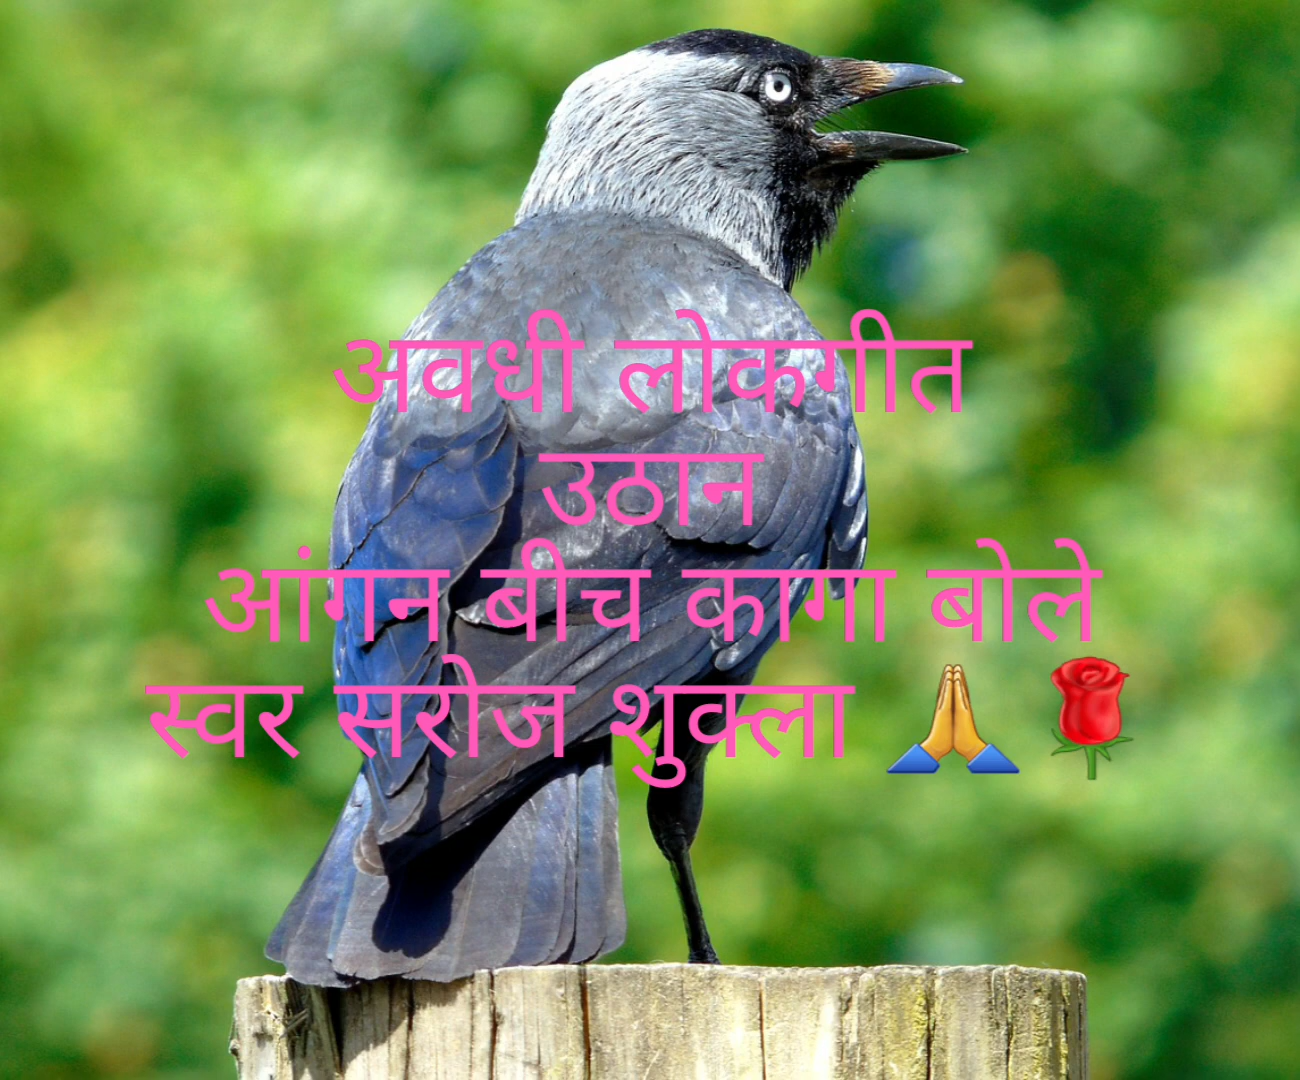 अवधी लोकगीत
उठान
आंगन बीच कागा बोले
स्वर सरोज शुक्ला 🙏🌹